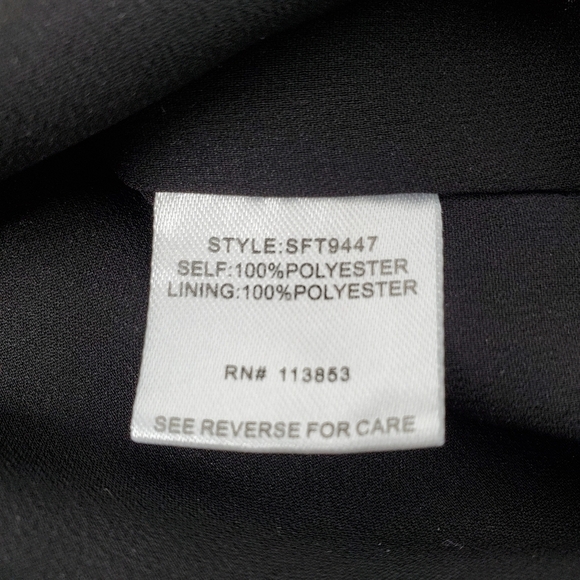 STYLE:SFT9447
SELF:100%POLYESTER
LINING:100%POLYESTER
RN# 113853
SEE REVERSE FOR CARE